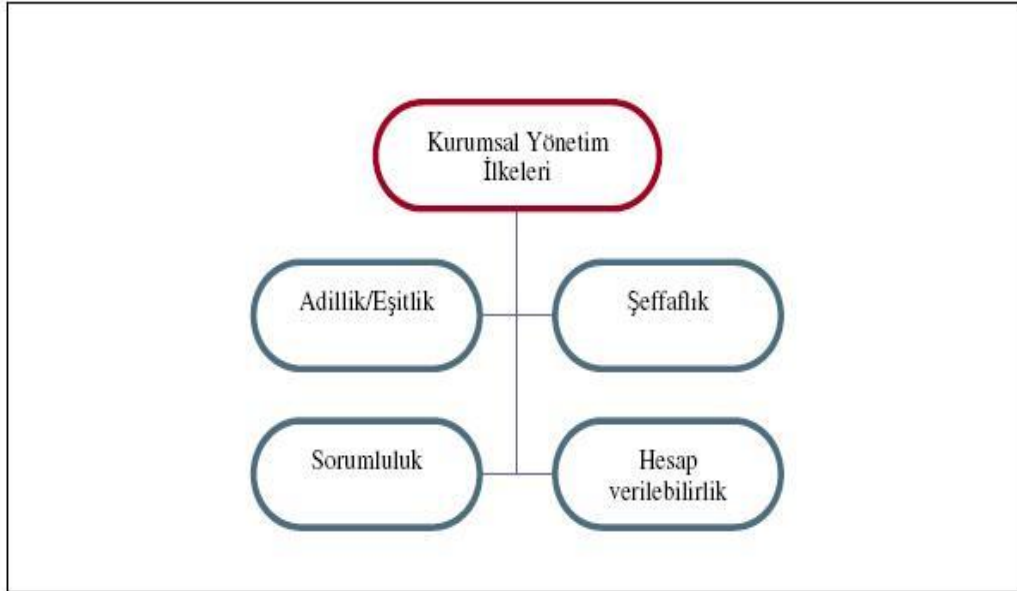 Kurumsal Yönetim
İlkeleri
Adillik/Eşitlik
Şeffaflık
Sorumluluk
Hesap
verilebilirlik